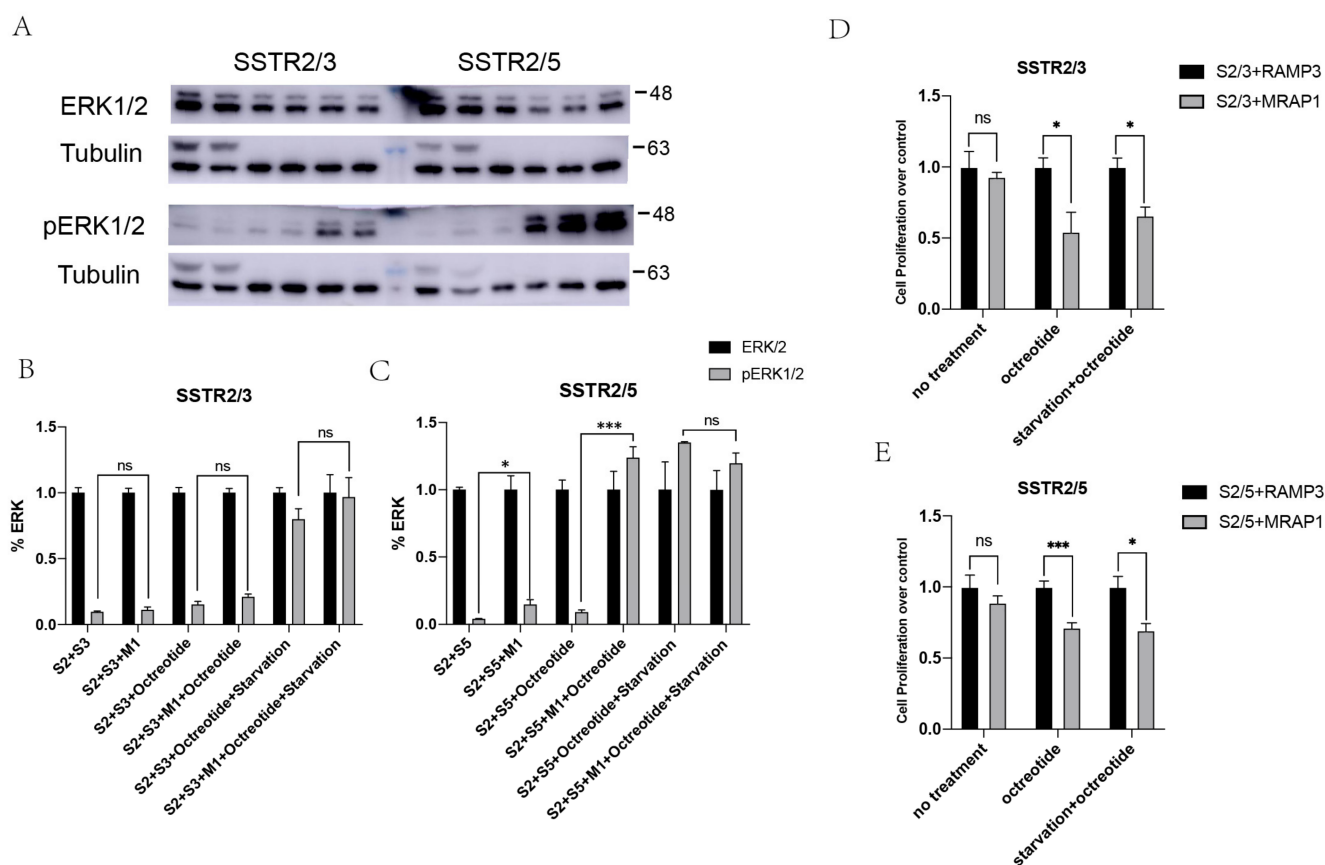 A
SSTR2/3
SSTR2/5
ERK1/2
-48
Tubulin
-63
pERK1/2
-48
Tubulin
-63
B
SSTR2/3
% ERK
1.5
1.0
0.5
0.0
ns
ns
ns
S2+S3
S2+S3+M1
S2+S3+Octreotide
S2+S3+M1+Octreotide
S2+S3+Octreotide+Starvation
S2+S3+M1+Octreotide+Starvation
ERK/2
pERK1/2
C
SSTR2/5
% ERK
1.5
1.0
0.5
0.0
*
***
ns
S2+S5
S2+S5+M1
S2+S5+Octreotide
S2+S5+M1+Octreotide
S2+S5+Octreotide+Starvation
S2+S5+M1+Octreotide+Starvation
D
SSTR2/3
S2/3+RAMP3
S2/3+MRAP1
Cell Proliferation over control
1.5
1.0
0.5
0.0
ns
*
*
no treatment
octreotide
starvation+octreotide
E
SSTR2/5
S2/5+RAMP3
S2/5+MRAP1
Cell Proliferation over control
1.5
1.0
0.5
0.0
ns
***
*
no treatment
octreotide
starvation+octreotide